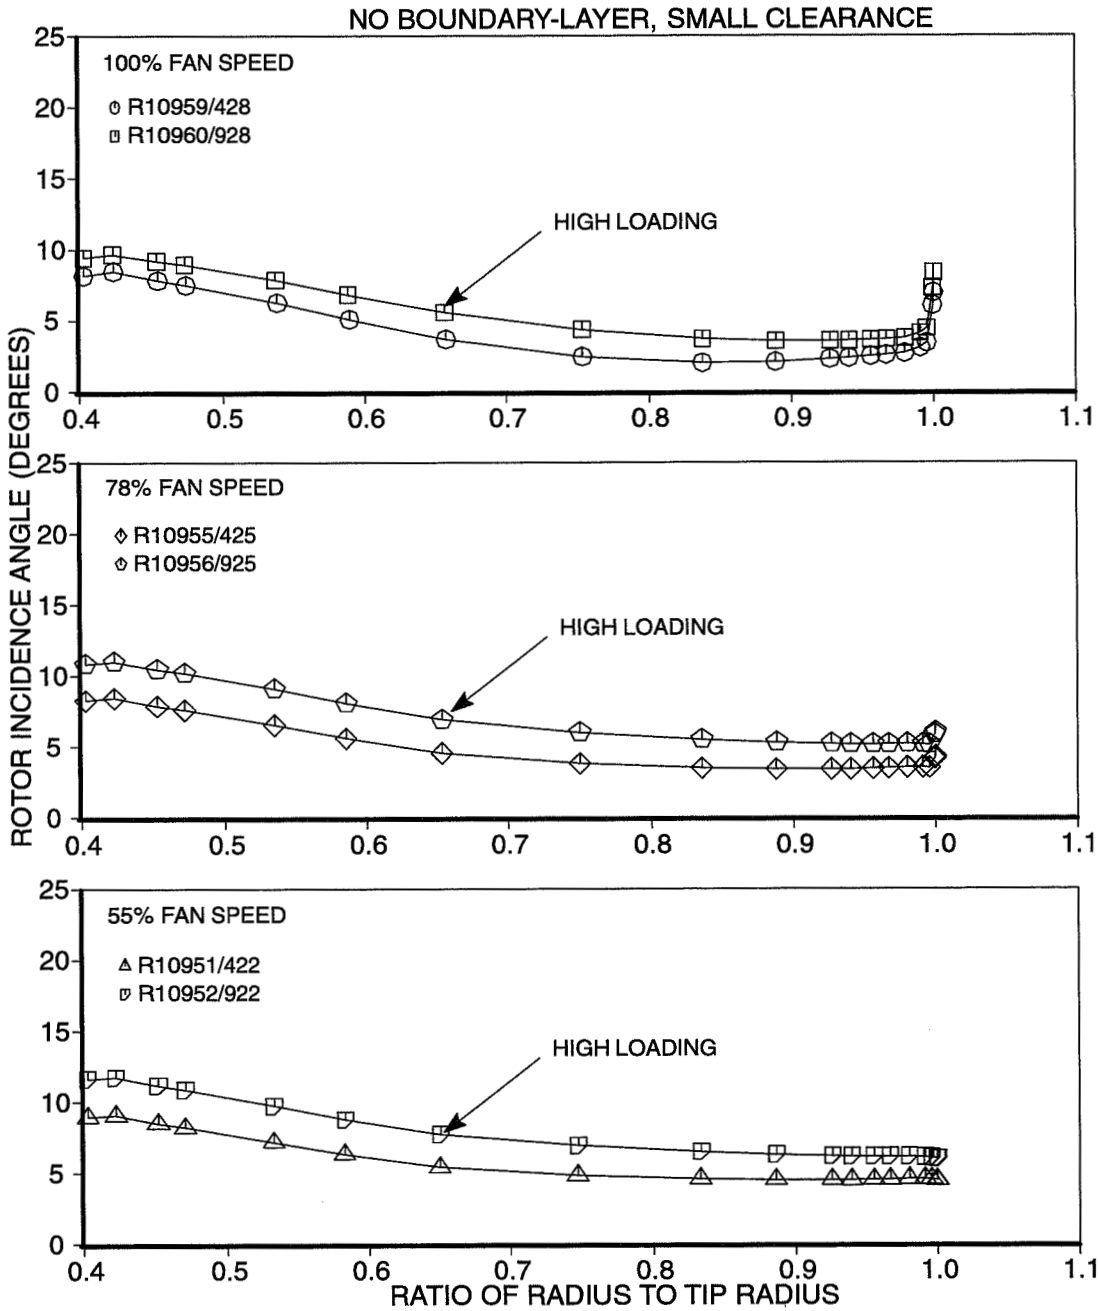 NO BOUNDARY-LAYER, SMALL CLEARANCE
ROTOR INCIDENCE ANGLE (DEGREES)
25
20
15
10
5
0
100% FAN SPEED
R10959/428
R10960/928
HIGH LOADING
0.4 0.5 0.6 0.7 0.8 0.9 1.0 1.1
25
20
15
10
5
0
78% FAN SPEED
R10955/425
R10956/925
HIGH LOADING
0.4 0.5 0.6 0.7 0.8 0.9 1.0 1.1
25
20
15
10
5
0
55% FAN SPEED
R10951/422
R10952/922
HIGH LOADING
0.4 0.5 0.6 0.7 0.8 0.9 1.0 1.1
RATIO OF RADIUS TO TIP RADIUS